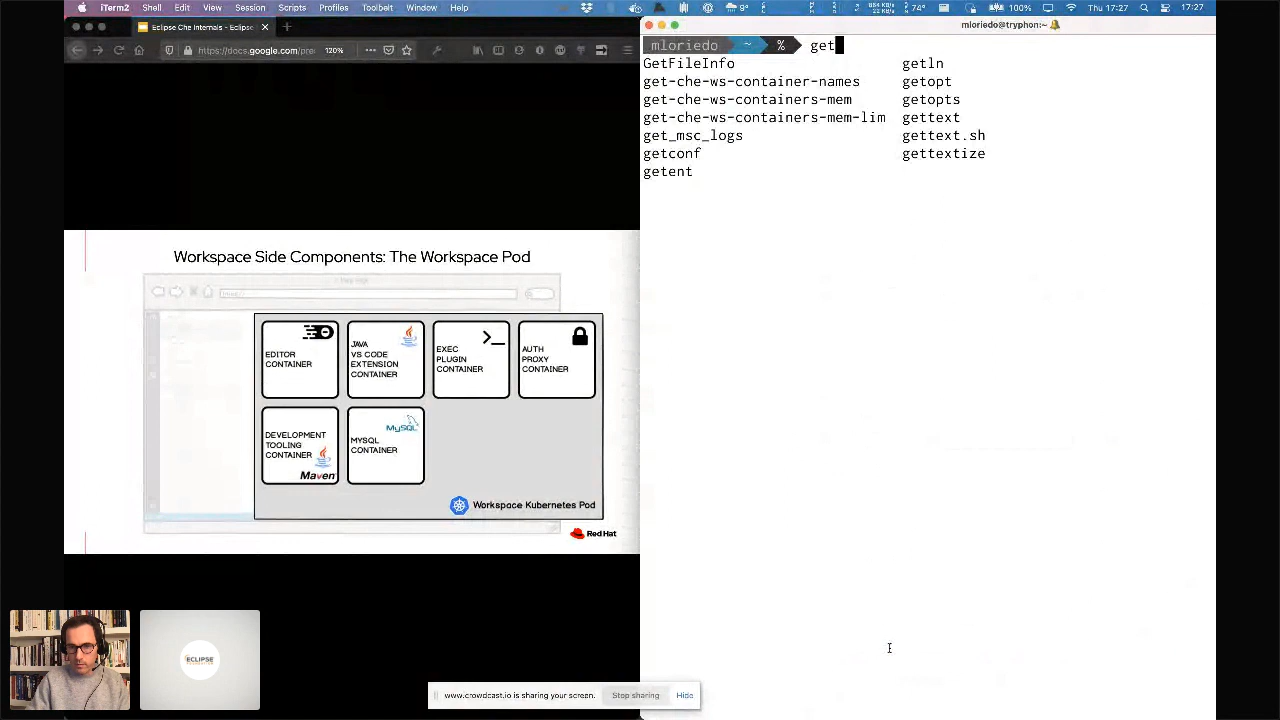 iTerm2 Shell Edit View Session Scripts Profiles Toolbelt Window Help
9° 74° Thu 17:27 17:27
Eclipse Che Internals - Eclipse
https://docs.google.com/pre 120%
mloriedo@tryphon:~
mloriedo ~ % get
GetFileInfo getln
get-che-ws-container-names getopt
get-che-ws-containers-mem getopts
get-che-ws-containers-mem-lim gettext
get_msc_logs gettext.sh
getconf gettextize
getent
Workspace Side Components: The Workspace Pod
EDITOR
CONTAINER
JAVA
VS CODE
EXTENSION
CONTAINER
EXEC
PLUGIN
CONTAINER
AUTH
PROXY
CONTAINER
DEVELOPMENT
TOOLING
CONTAINER
Maven
MySQL
MYSQL
CONTAINER
Workspace Kubernetes Pod
Red Hat
ECLIPSE
FOUNDATION
www.crowdcast.io is sharing your screen. Stop sharing Hide